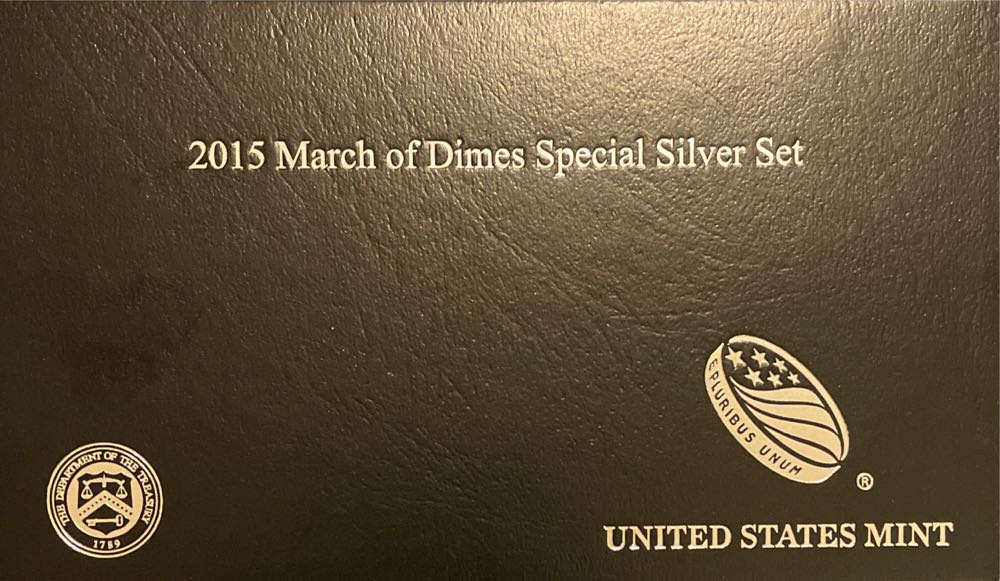 2015 March of Dimes Special Silver Set
E PLURIBUS UNUM
®
THE DEPARTMENT OF THE TREASURY
1789
UNITED STATES MINT